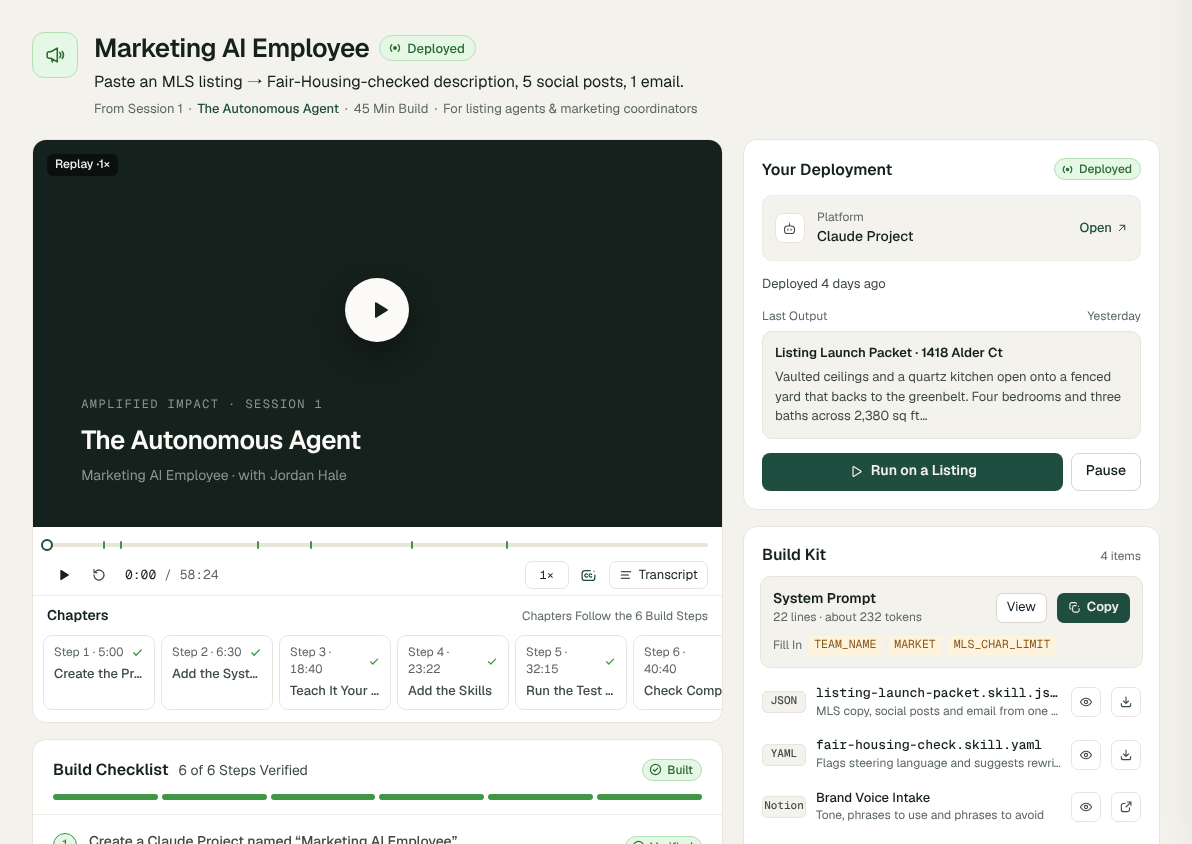 Marketing AI Employee
Deployed
Paste an MLS listing → Fair-Housing-checked description, 5 social posts, 1 email.
From Session 1 · The Autonomous Agent · 45 Min Build · For listing agents & marketing coordinators
Replay ·1×
AMPLIFIED IMPACT · SESSION 1
The Autonomous Agent
Marketing AI Employee · with Jordan Hale
0:00 / 58:24
1×
CC
Transcript
Chapters
Chapters Follow the 6 Build Steps
Step 1 · 5:00
Create the Pr…
Step 2 · 6:30
Add the Syst…
Step 3 ·
18:40
Teach It Your …
Step 4 ·
23:22
Add the Skills
Step 5 ·
32:15
Run the Test …
Step 6 ·
40:40
Check Comp
Build Checklist
6 of 6 Steps Verified
Built
1
Create a Claude Project named “Marketing AI Employee”
Verified
Your Deployment
Deployed
Platform
Claude Project
Open ↗
Deployed 4 days ago
Last Output
Yesterday
Listing Launch Packet · 1418 Alder Ct
Vaulted ceilings and a quartz kitchen open onto a fenced
yard that backs to the greenbelt. Four bedrooms and three
baths across 2,380 sq ft…
Run on a Listing
Pause
Build Kit
4 items
System Prompt
22 lines · about 232 tokens
View
Copy
Fill In TEAM_NAME MARKET MLS_CHAR_LIMIT
JSON
listing-launch-packet.skill.js…
MLS copy, social posts and email from one …
YAML
fair-housing-check.skill.yaml
Flags steering language and suggests rewri…
Notion
Brand Voice Intake
Tone, phrases to use and phrases to avoid